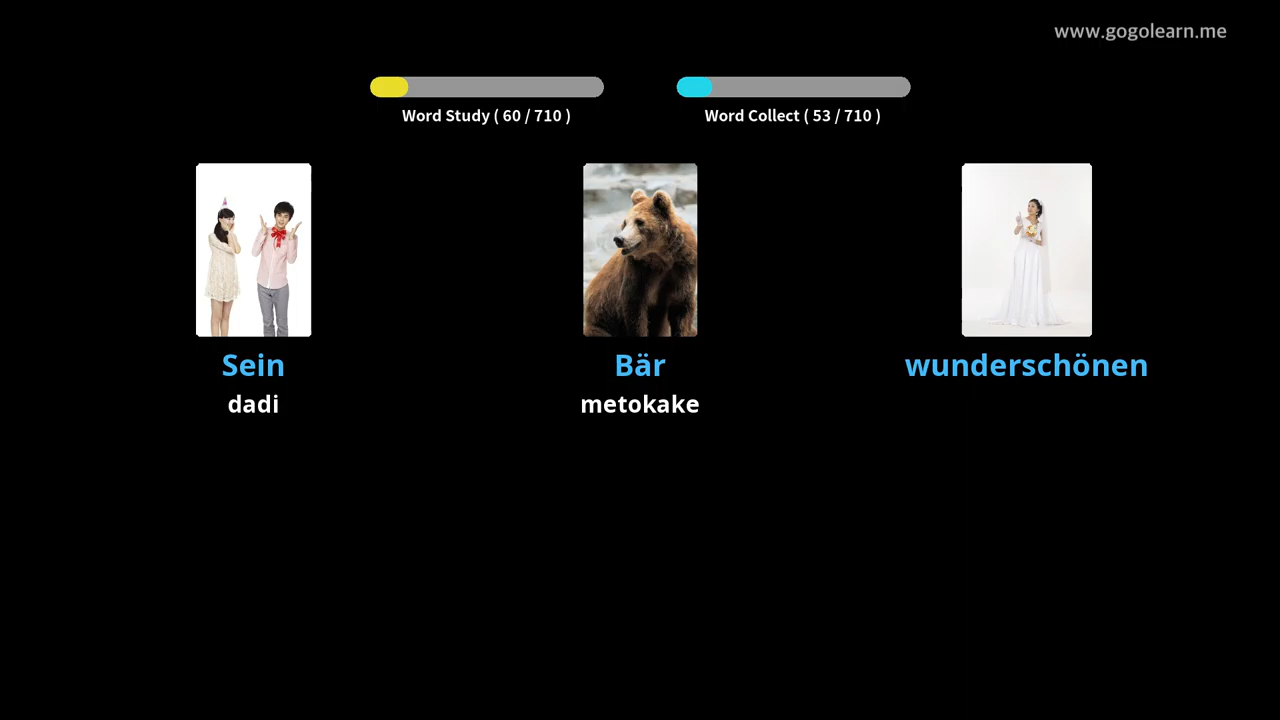 www.gogolearn.me
Word Study ( 60 / 710 )
Word Collect ( 53 / 710 )
Sein
dadi
Bär
metokake
wunderschönen